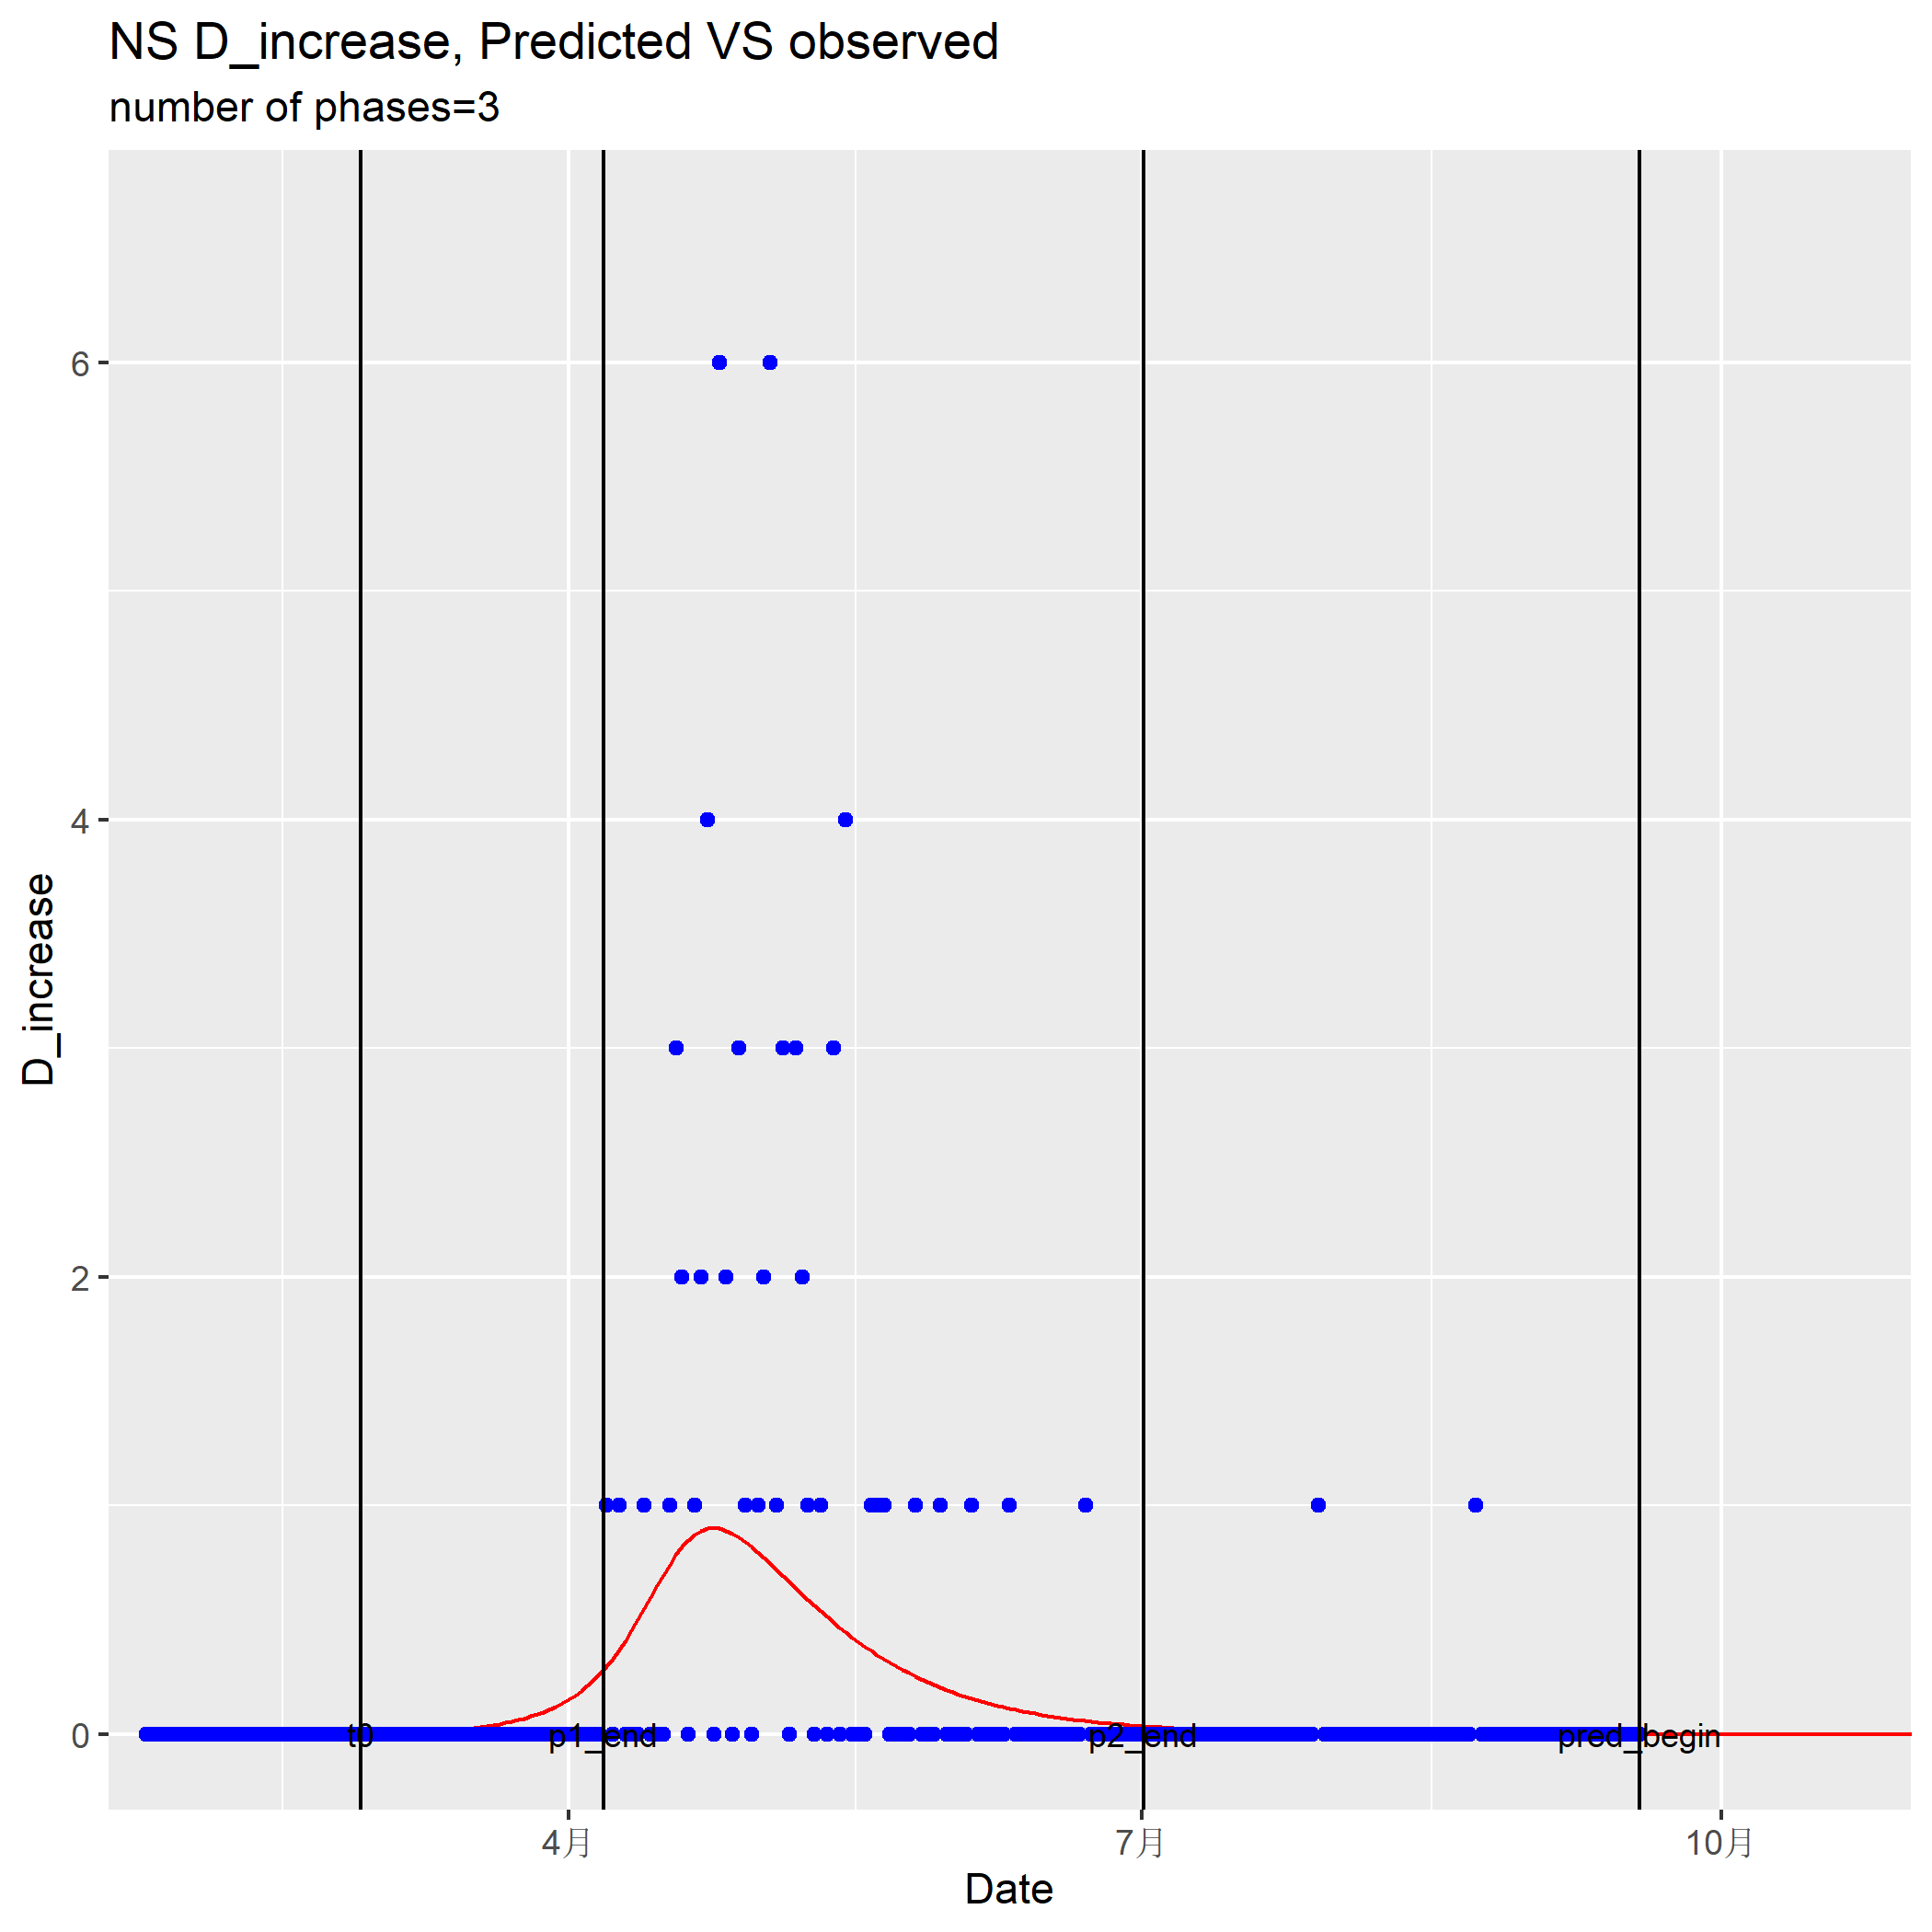 NS D_increase, Predicted VS observed
number of phases=3
D_increase
6
4
2
0
t0
p1_end
p2_end
pred_begin
4月
7月
10月
Date